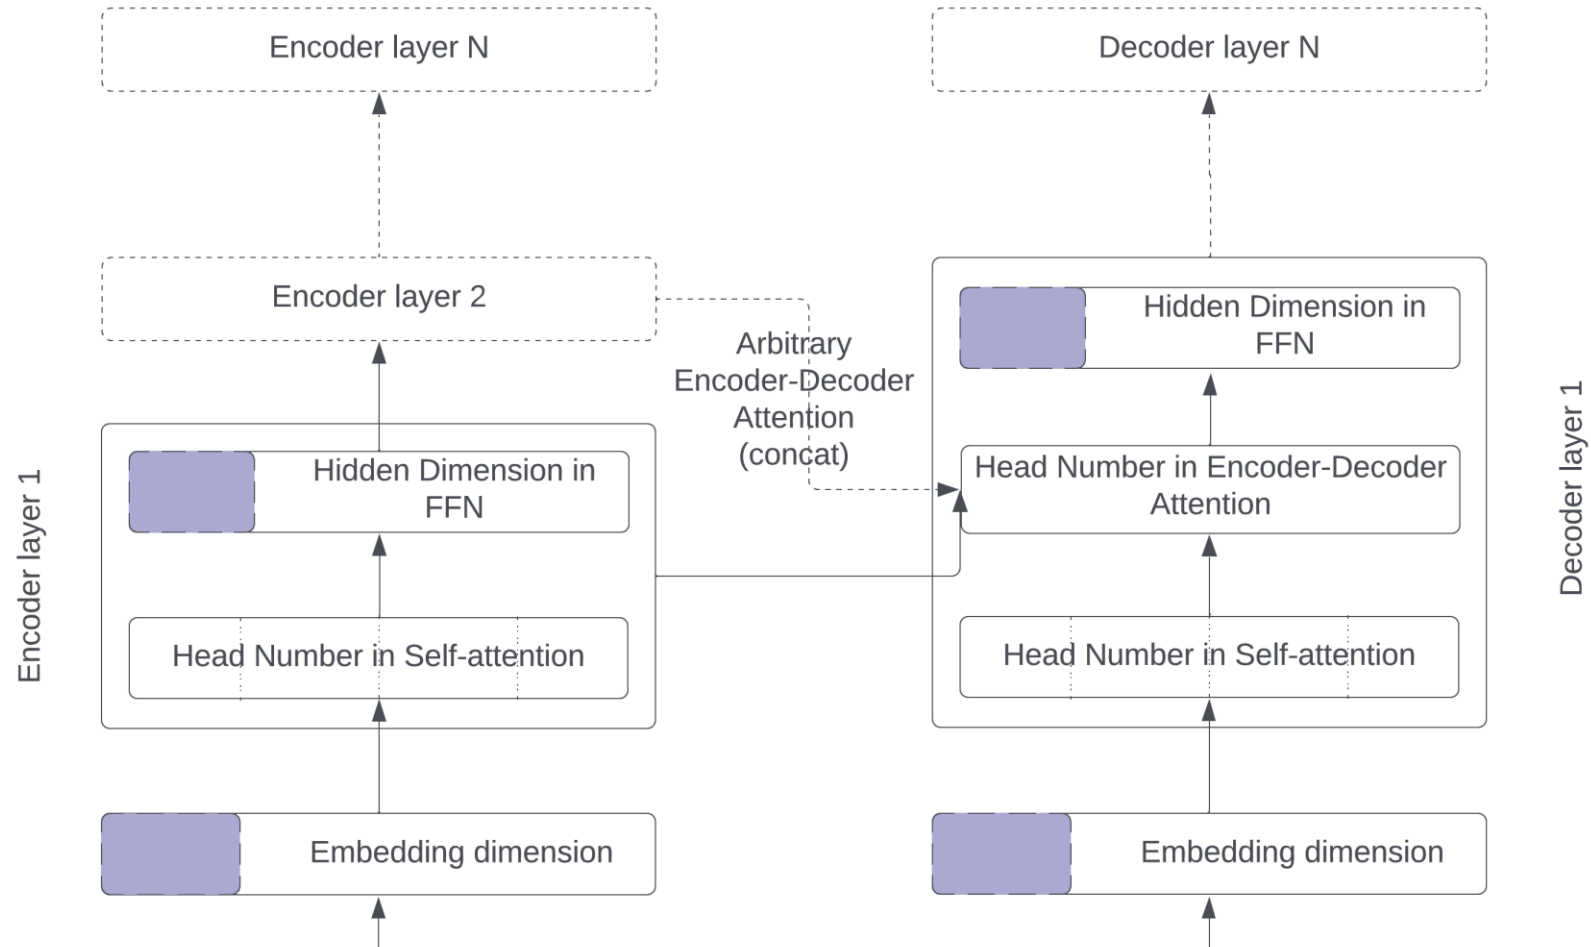 Encoder layer N
Decoder layer N
Encoder layer 2
Arbitrary
Encoder-Decoder
Attention
(concat)
Hidden Dimension in
FFN
Head Number in Encoder-Decoder
Attention
Decoder layer 1
Encoder layer 1
Hidden Dimension in
FFN
Head Number in Self-attention
Head Number in Self-attention
Embedding dimension
Embedding dimension